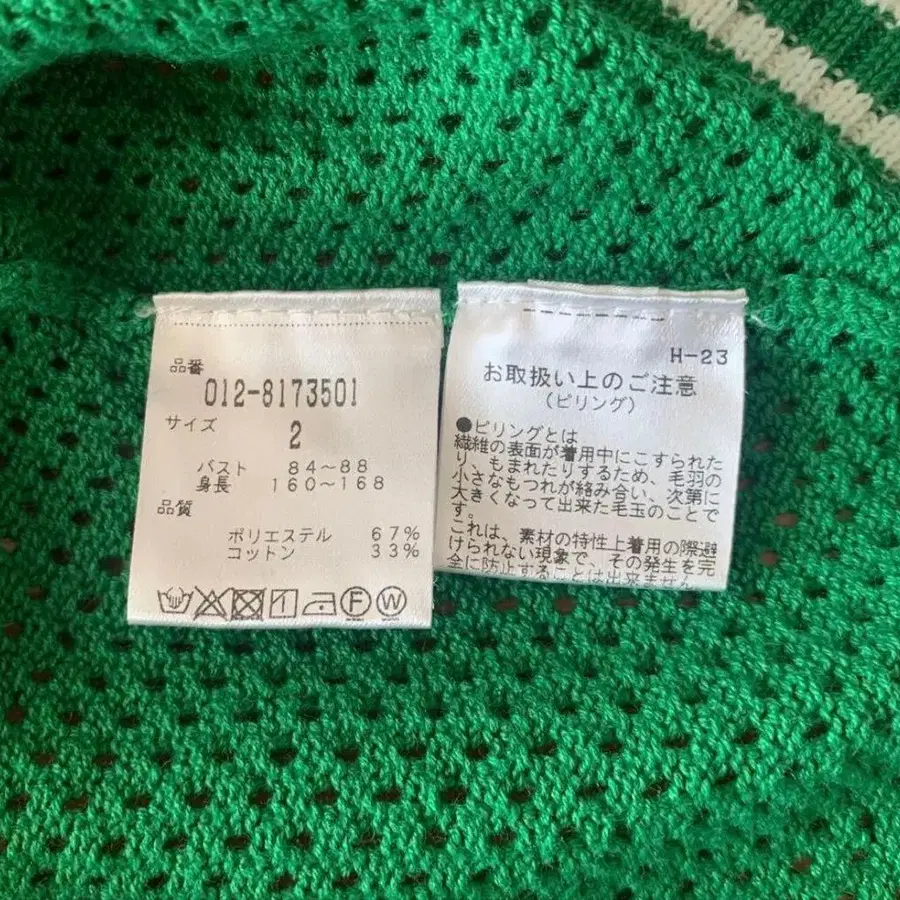 品番
012-8173501
サイズ
2
バスト 84～88
身長 160～168
品質
ポリエステル 67%
コットン 33%
F W
H-23
お取扱い上のご注意
(ピリング)
●ピリングとは
繊維の表面が着用中にこすられた
り、もまれたりするため、毛羽の
小さなもつれが絡み合い、次第に
大きくなって出来た毛玉のことで
す。
これは、素材の特性上着用の際避
けられない現象で、その発生を完
全に防止することは出来ません